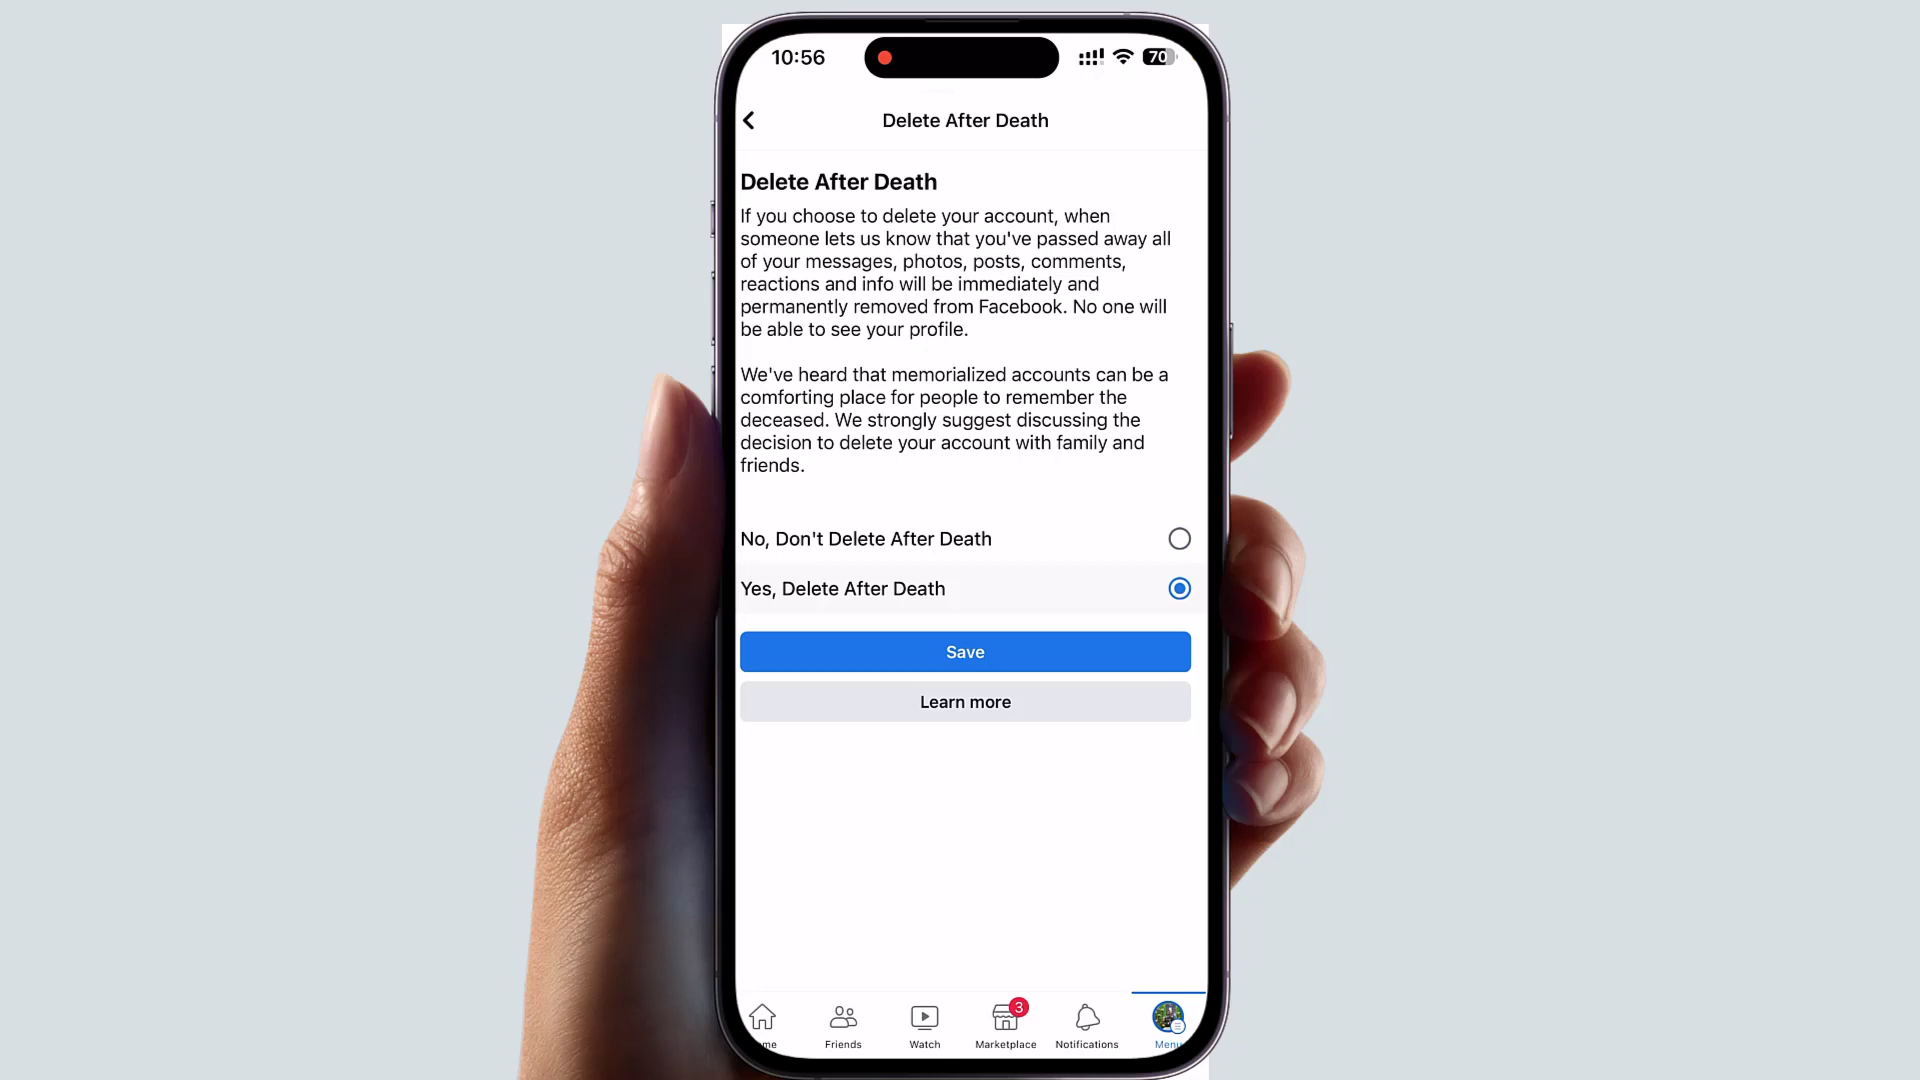 10:56
70
Delete After Death
Delete After Death
If you choose to delete your account, when
someone lets us know that you've passed away all
of your messages, photos, posts, comments,
reactions and info will be immediately and
permanently removed from Facebook. No one will
be able to see your profile.
We've heard that memorialized accounts can be a
comforting place for people to remember the
deceased. We strongly suggest discussing the
decision to delete your account with family and
friends.
No, Don't Delete After Death
Yes, Delete After Death
Save
Learn more
3
me Friends Watch Marketplace Notifications Menu